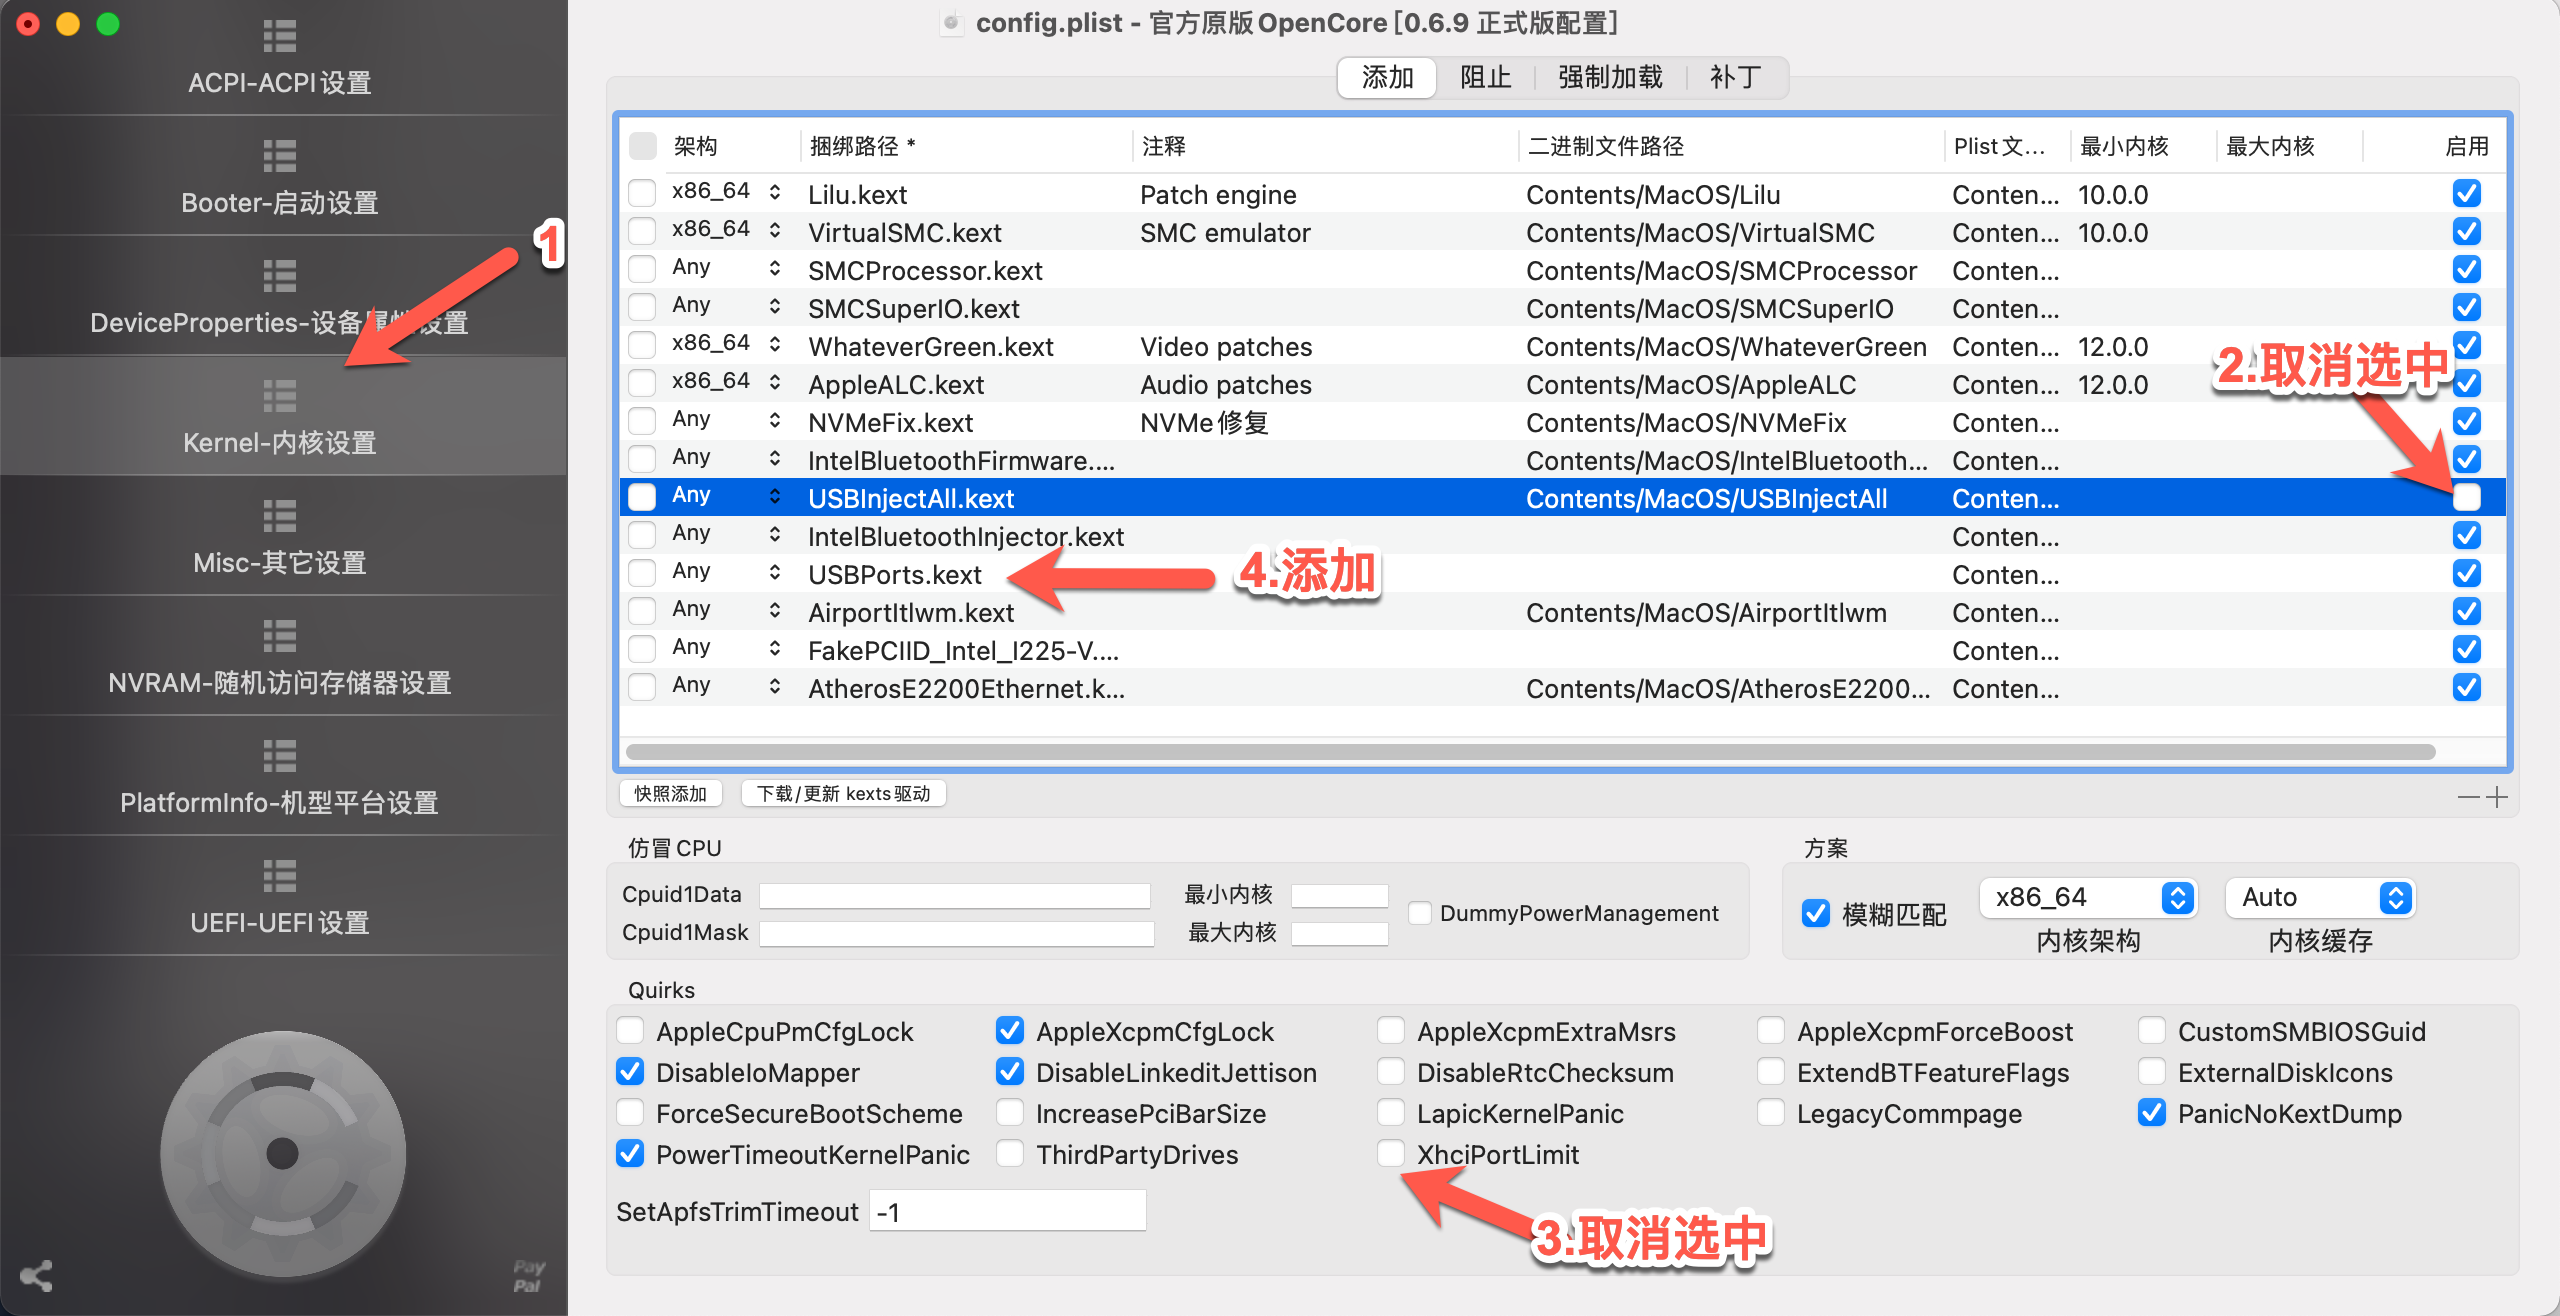 config.plist - 官方原版OpenCore[0.6.9 正式版配置]
ACPI-ACPI设置
Booter-启动设置
DeviceProperties-设备属性设置
Kernel-内核设置
Misc-其它设置
NVRAM-随机访问存储器设置
PlatformInfo-机型平台设置
UEFI-UEFI设置
Pay
Pal
1
添加 阻止 强制加载 补丁
架构 捆绑路径 * 注释 二进制文件路径 Plist文... 最小内核 最大内核 启用
x86_64 Lilu.kext Patch engine Contents/MacOS/Lilu Conten... 10.0.0
x86_64 VirtualSMC.kext SMC emulator Contents/MacOS/VirtualSMC Conten... 10.0.0
Any SMCProcessor.kext Contents/MacOS/SMCProcessor Conten...
Any SMCSuperIO.kext Contents/MacOS/SMCSuperIO Conten...
x86_64 WhateverGreen.kext Video patches Contents/MacOS/WhateverGreen Conten... 12.0.0
2.取消选中
x86_64 AppleALC.kext Audio patches Contents/MacOS/AppleALC Conten... 12.0.0
Any NVMeFix.kext NVMe修复 Contents/MacOS/NVMeFix Conten...
Any IntelBluetoothFirmware.... Contents/MacOS/IntelBluetooth... Conten...
Any USBInjectAll.kext Contents/MacOS/USBInjectAll Conten...
Any IntelBluetoothInjector.kext Conten...
Any USBPorts.kext Conten...
4.添加
Any AirportItlwm.kext Contents/MacOS/AirportItlwm Conten...
Any FakePCIID_Intel_I225-V.... Conten...
Any AtherosE2200Ethernet.k... Contents/MacOS/AtherosE2200... Conten...
快照添加 下载/更新 kexts驱动
仿冒CPU
Cpuid1Data 最小内核
Cpuid1Mask 最大内核
DummyPowerManagement
方案
模糊匹配 x86_64 Auto
内核架构 内核缓存
Quirks
AppleCpuPmCfgLock AppleXcpmCfgLock AppleXcpmExtraMsrs AppleXcpmForceBoost CustomSMBIOSGuid
DisableIoMapper DisableLinkeditJettison DisableRtcChecksum ExtendBTFeatureFlags ExternalDiskIcons
ForceSecureBootScheme IncreasePciBarSize LapicKernelPanic LegacyCommpage PanicNoKextDump
PowerTimeoutKernelPanic ThirdPartyDrives XhciPortLimit
SetApfsTrimTimeout -1
3.取消选中